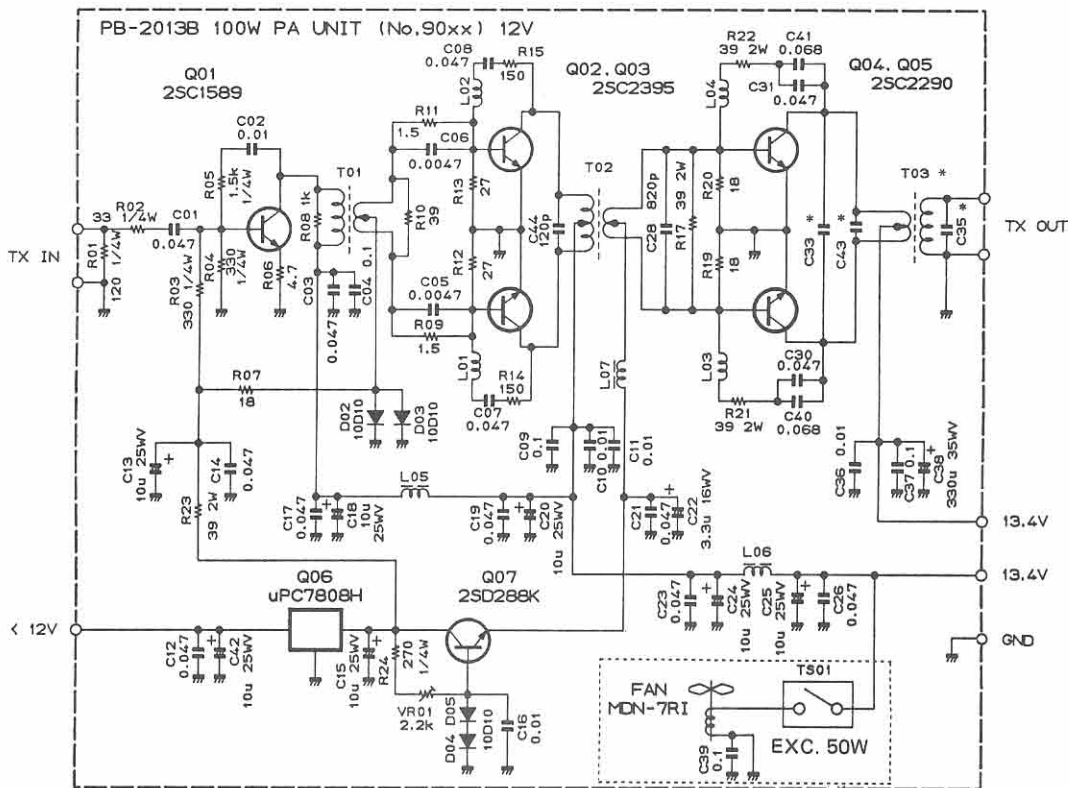 PB-2013B 100W PA UNIT (No.90xx) 12V
Q01
2SC1589
C02
0.01
R05
1.5k
1/4W
R02
33 1/4W
C01
0.047
TX IN
R01
120 1/4W
R03
330 1/4W
R04
330
1/4W
R06
4.7
R08 1k
T01
C03
0.047
C04 0.1
R07
18
D02
10D10
D03
10D10
C08
0.047
R15
150
L02
R11
1.5
C06
0.0047
R10
39
R13
27
R12
27
C05
0.0047
R09
1.5
L01
R14
150
C07
0.047
Q02. Q03
2SC2395
T02
C44
120p
C28
820p
R17
39 2W
R22
39 2W
C41
0.068
C31
0.047
L04
Q04. Q05
2SC2290
R20
18
R19
18
C33
*
C43
*
T03 *
C35 *
TX OUT
L07
L03
R21
39 2W
C30
0.047
C40
0.068
C36 0.01
C37 0.1
C38
330u 35WV
13.4V
C13
10u 25WV
+
C14
0.047
R23
39 2W
C17
0.047
+
C18
10u
25WV
L05
C19
0.047
+
C20
10u 25WV
C09
0.1
C10 0.01
C11
0.01
C21
0.047
+
C22
3.3u 16WV
C23
0.047
+
C24
10u 25WV
L06
C25
10u 25WV
+
C26
0.047
13.4V
Q06
uPC7808H
Q07
2SD288K
< 12V
C12
0.047
+
C42
10u 25WV
+
C15
10u 25WV
R24
270
1/4W
VR01
2.2k
D04 D05
10D10
C16
0.01
GND
FAN
MDN-7RI
C39
0.1
TS01
EXC. 50W